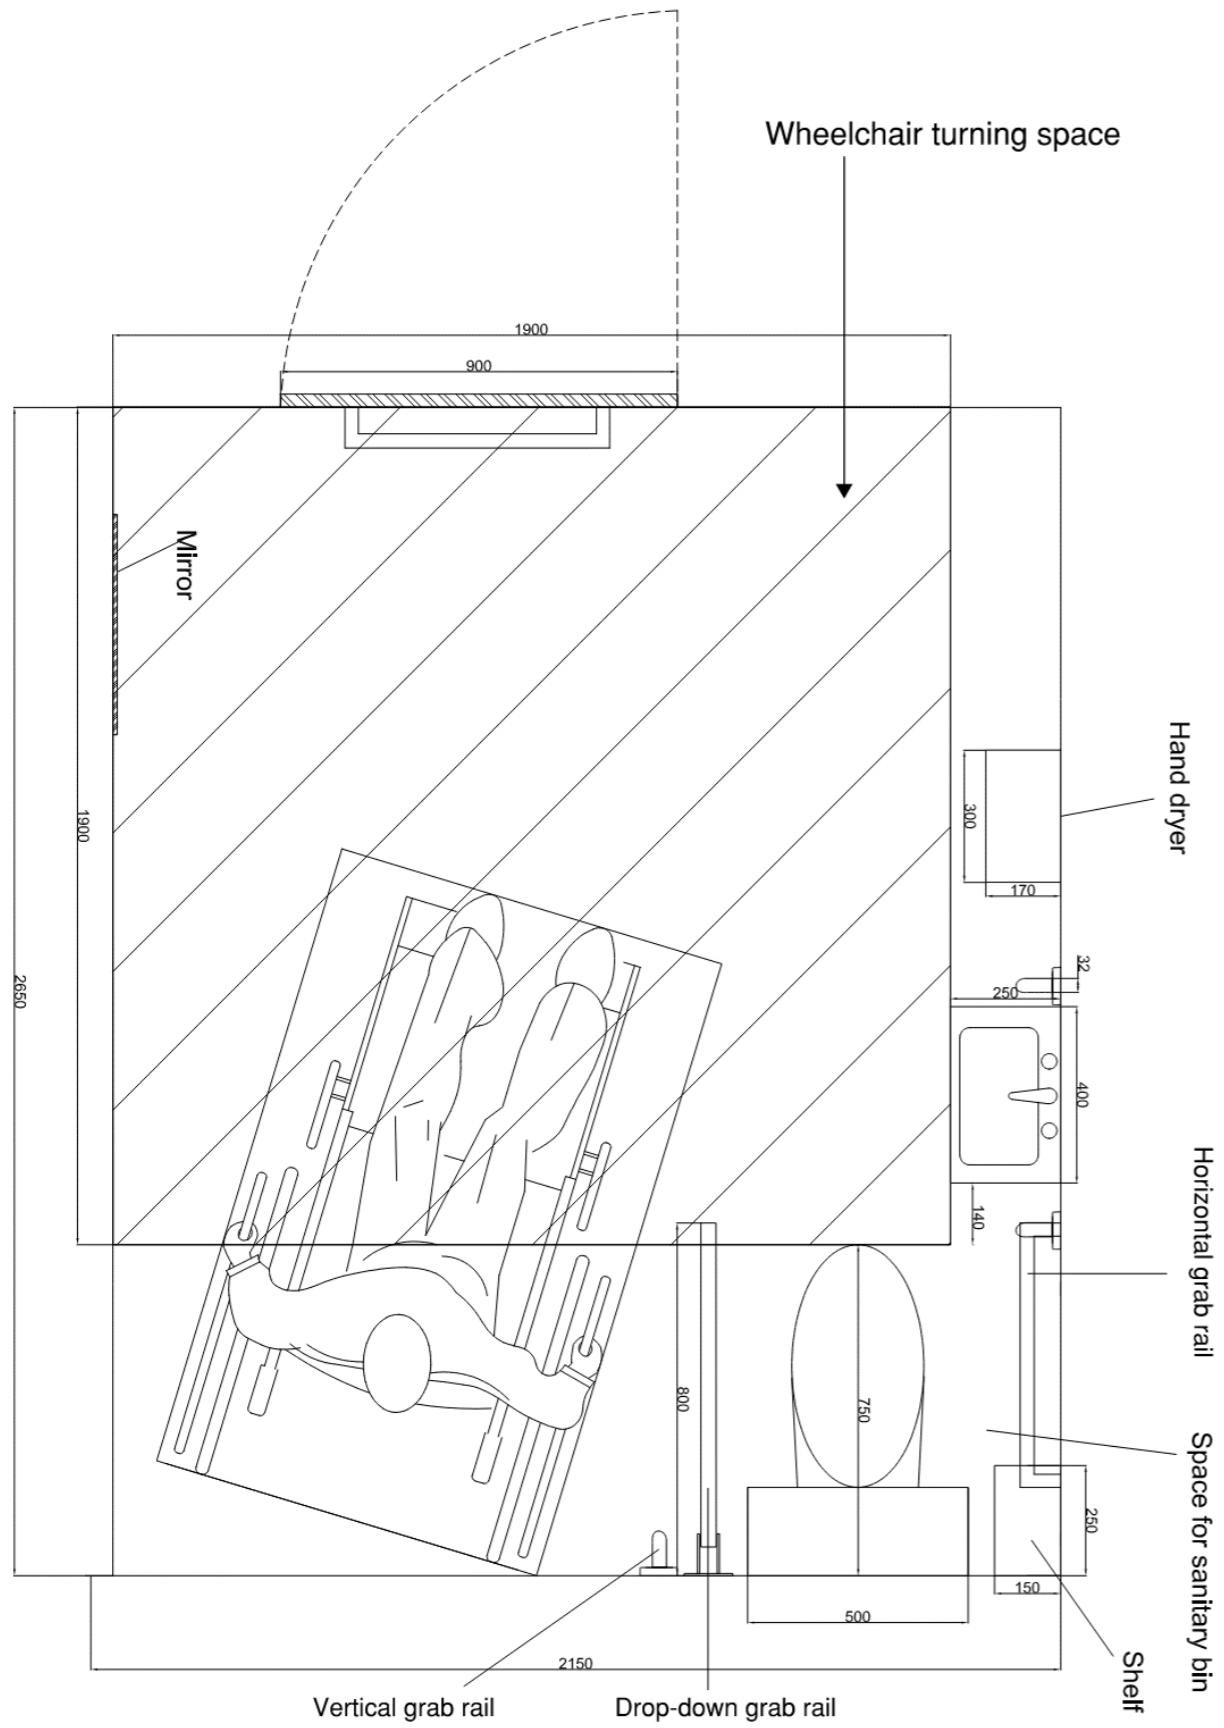 Wheelchair turning space
1900
900
Mirror
Hand dryer
300
170
1900
32
250
400
2650
140
Horizontal grab rail
800
750
Space for sanitary bin
250
150
500
Shelf
2150
Vertical grab rail
Drop-down grab rail